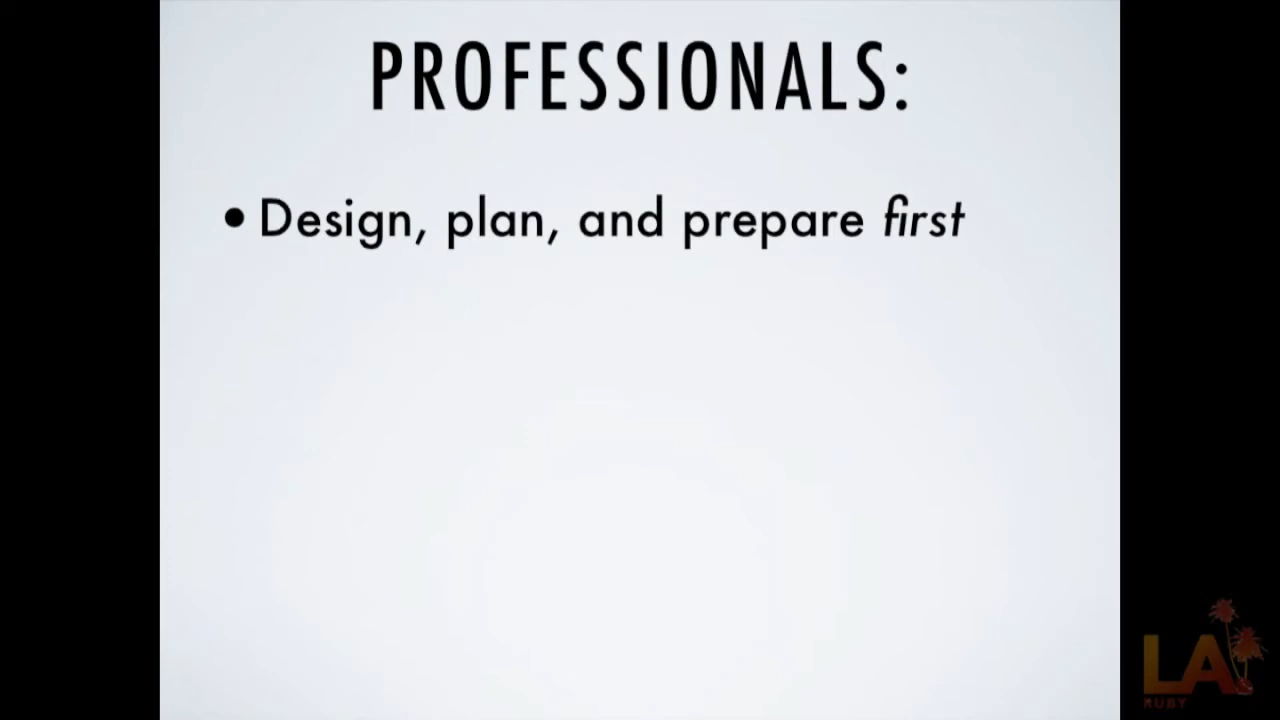 PROFESSIONALS:
• Design, plan, and prepare first
LA
RUBY